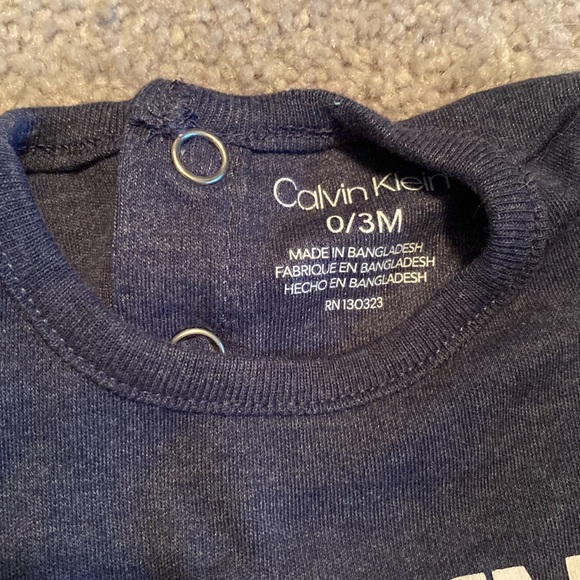 Calvin Klein
0/3M
MADE IN BANGLADESH
FABRIQUE EN BANGLADESH
HECHO EN BANGLADESH
RN 130323